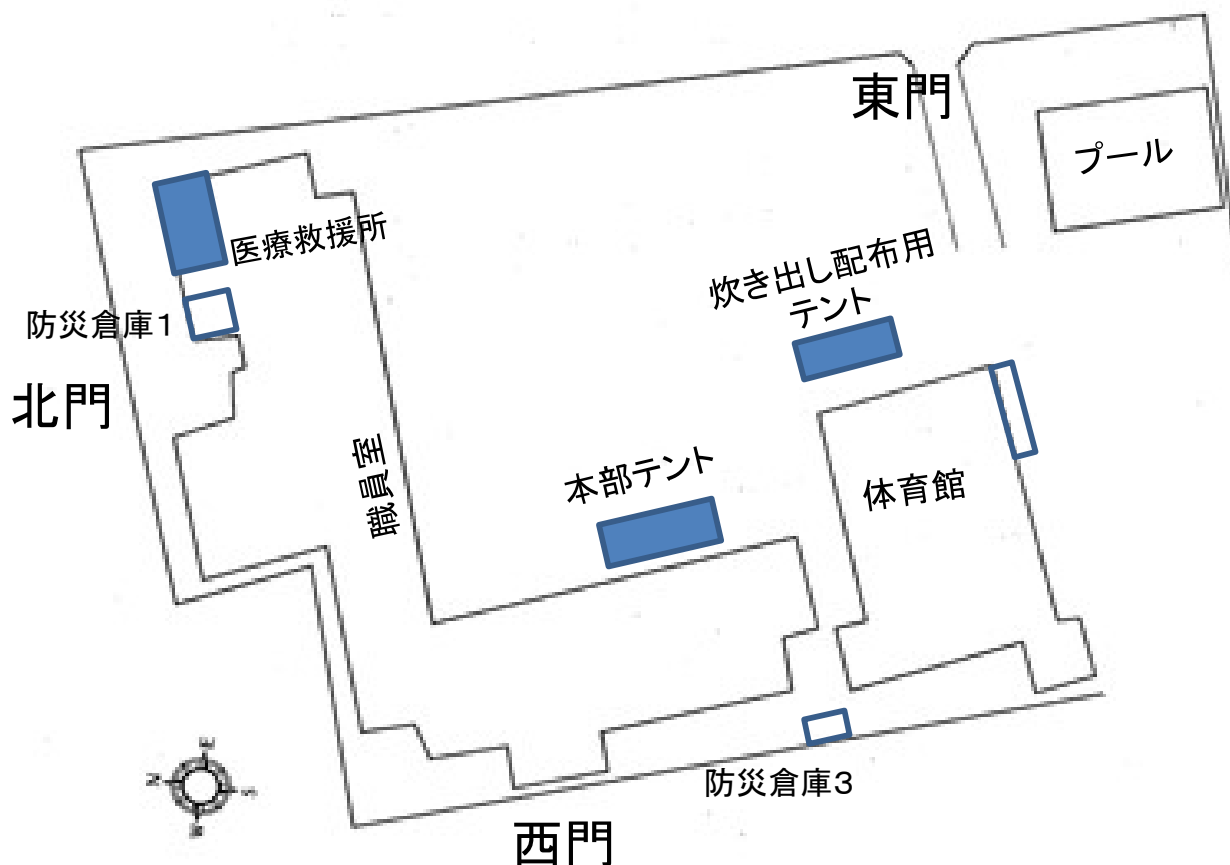 東門
プール
医療救援所
炊き出し配布用
テント
防災倉庫１
北門
職員室
本部テント
体育館
E
N
S
W
防災倉庫３
西門